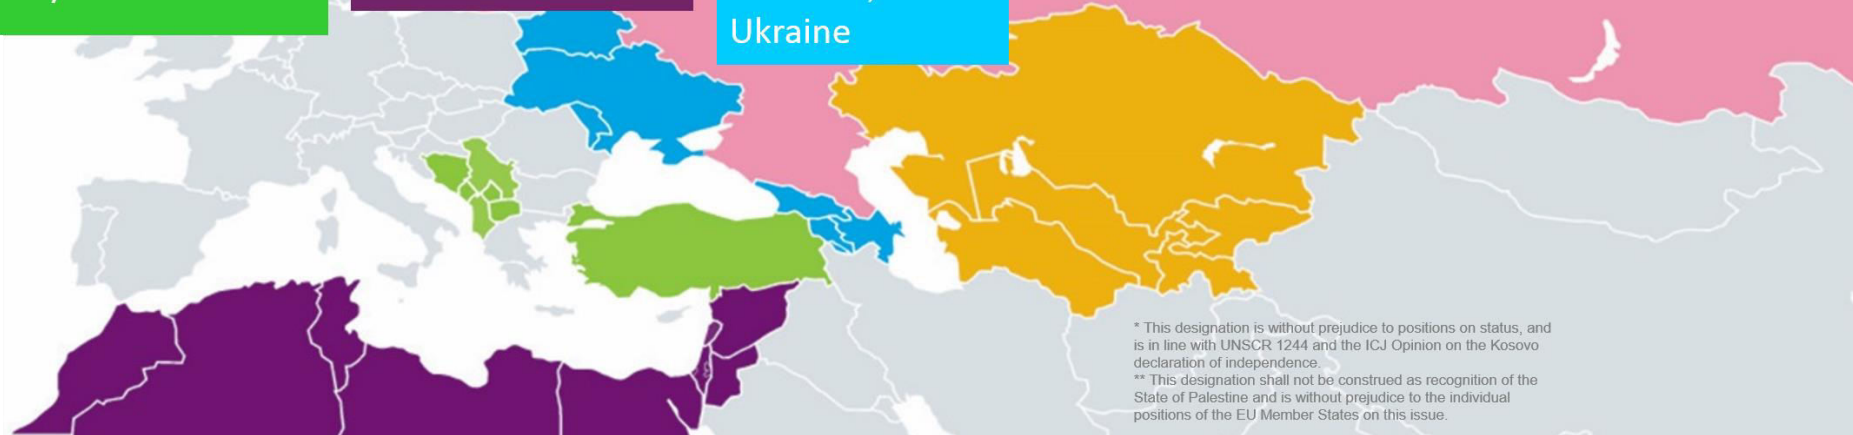 Ukraine
* This designation is without prejudice to positions on status, and
is in line with UNSCR 1244 and the ICJ Opinion on the Kosovo
declaration of independence.
** This designation shall not be construed as recognition of the
State of Palestine and is without prejudice to the individual
positions of the EU Member States on this issue.